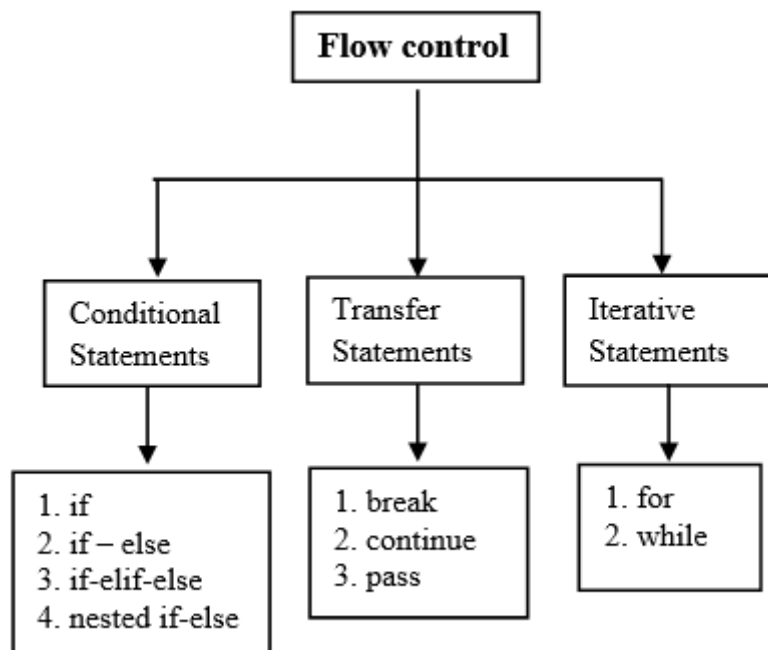 Flow control
Conditional
Statements
Transfer
Statements
Iterative
Statements
1. if
2. if – else
3. if-elif-else
4. nested if-else
1. break
2. continue
3. pass
1. for
2. while